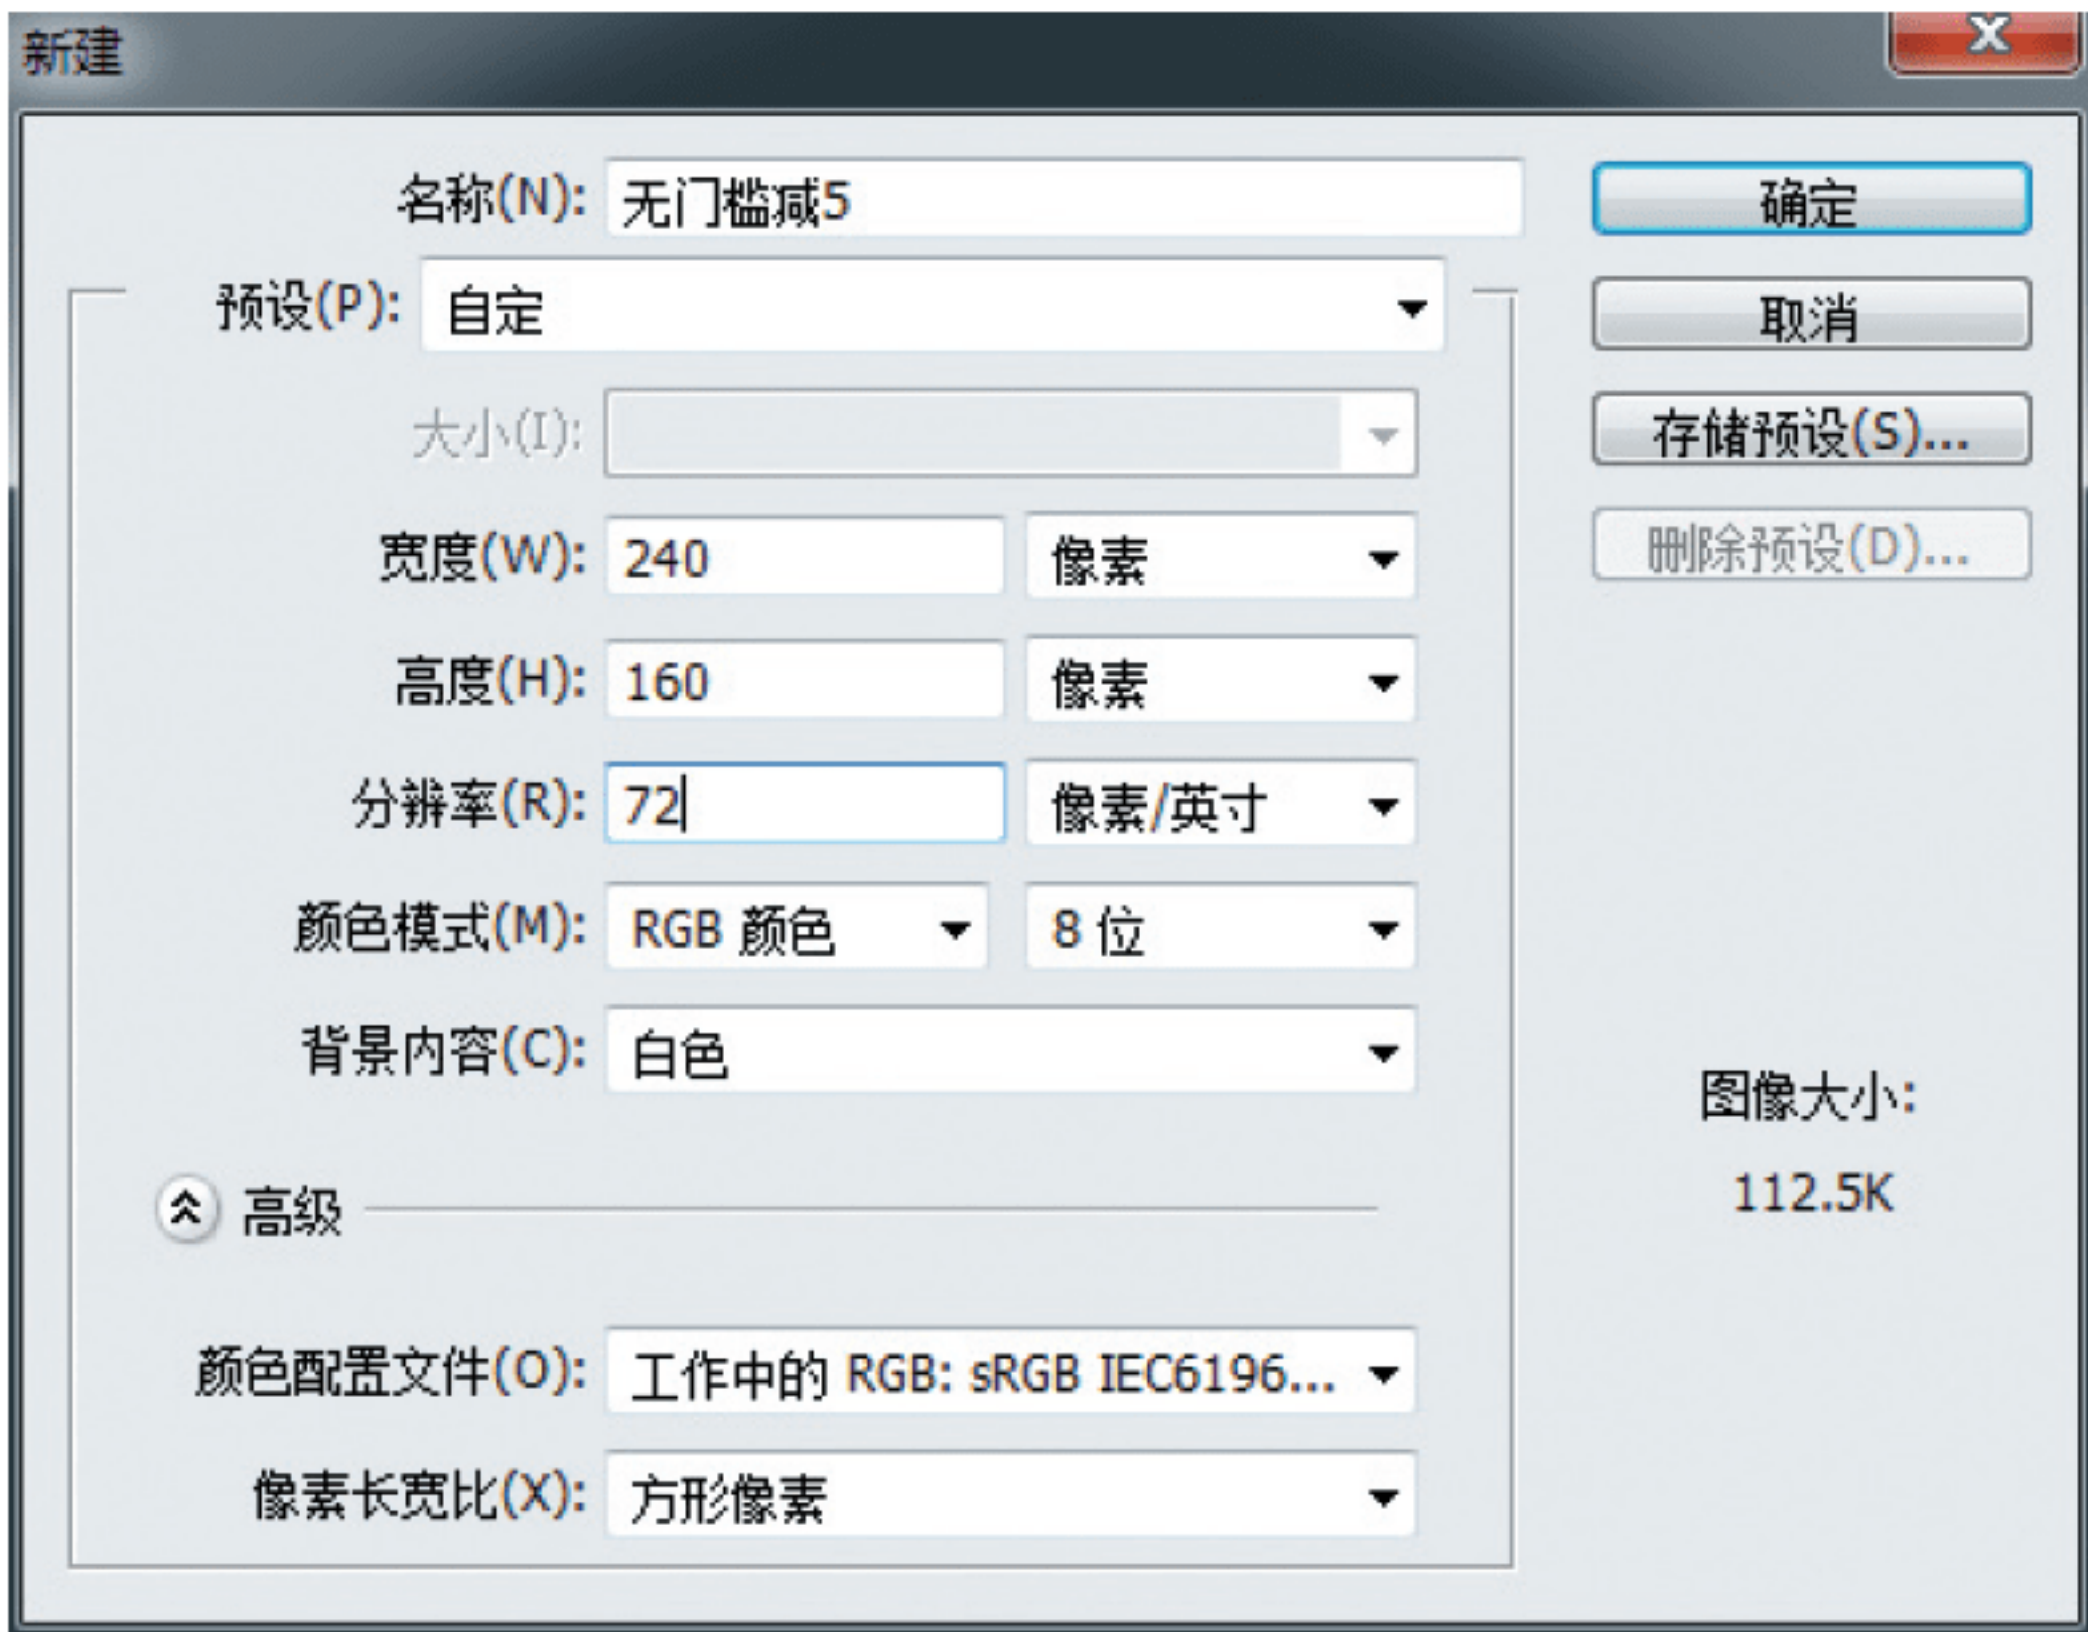 新建
名称(N): 无门槛减5
确定
预设(P): 自定
取消
大小(I):
存储预设(S)...
宽度(W): 240 像素
删除预设(D)...
高度(H): 160 像素
分辨率(R): 72 像素/英寸
颜色模式(M): RGB 颜色 8 位
背景内容(C): 白色
图像大小:
112.5K
高级
颜色配置文件(O): 工作中的 RGB: sRGB IEC6196...
像素长宽比(X): 方形像素